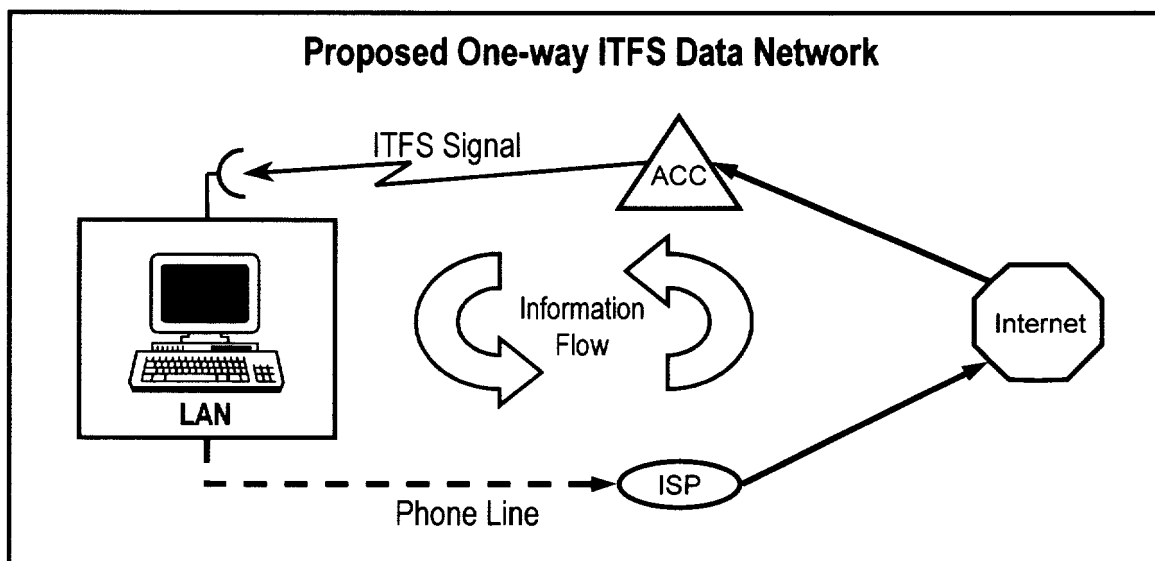 Proposed One-way ITFS Data Network
ITFS Signal
ACC
Information
Flow
Internet
LAN
ISP
Phone Line